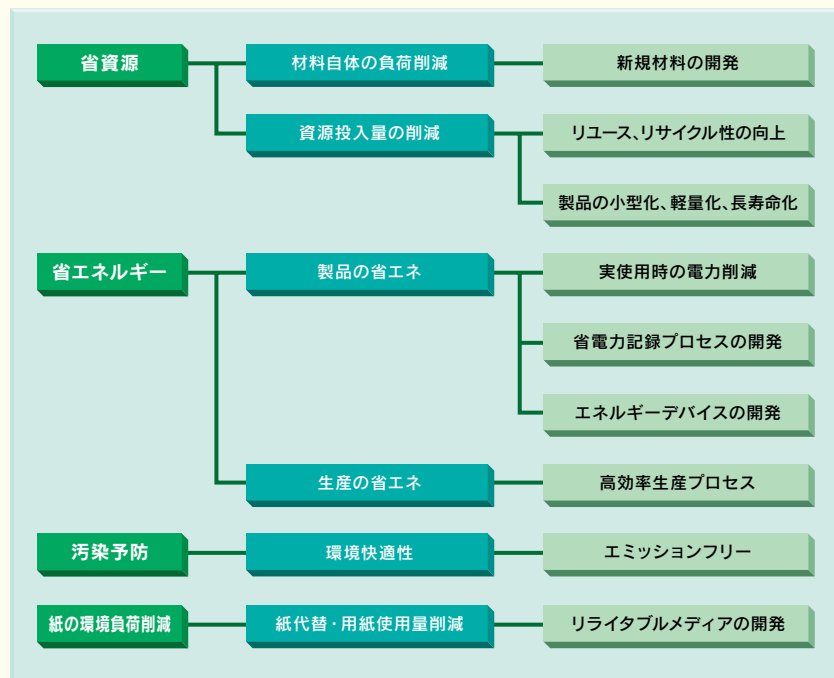 省資源
材料自体の負荷削減
新規材料の開発
資源投入量の削減
リユース、リサイクル性の向上
製品の小型化、軽量化、長寿命化
省エネルギー
製品の省エネ
実使用時の電力削減
省電力記録プロセスの開発
エネルギーデバイスの開発
生産の省エネ
高効率生産プロセス
汚染予防
環境快適性
エミッションフリー
紙の環境負荷削減
紙代替・用紙使用量削減
リライタブルメディアの開発